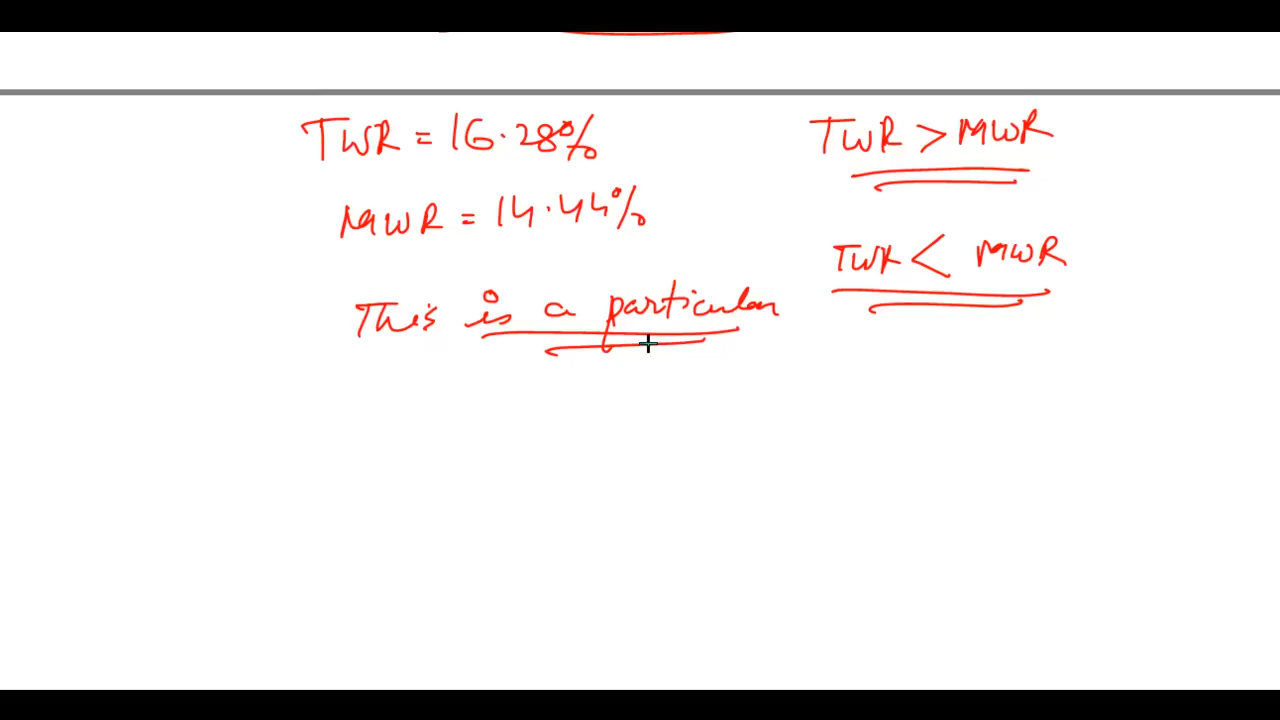 TWR = 16.28%
TWR > MWR
MWR = 14.44%
TWR < MWR
This is a particular